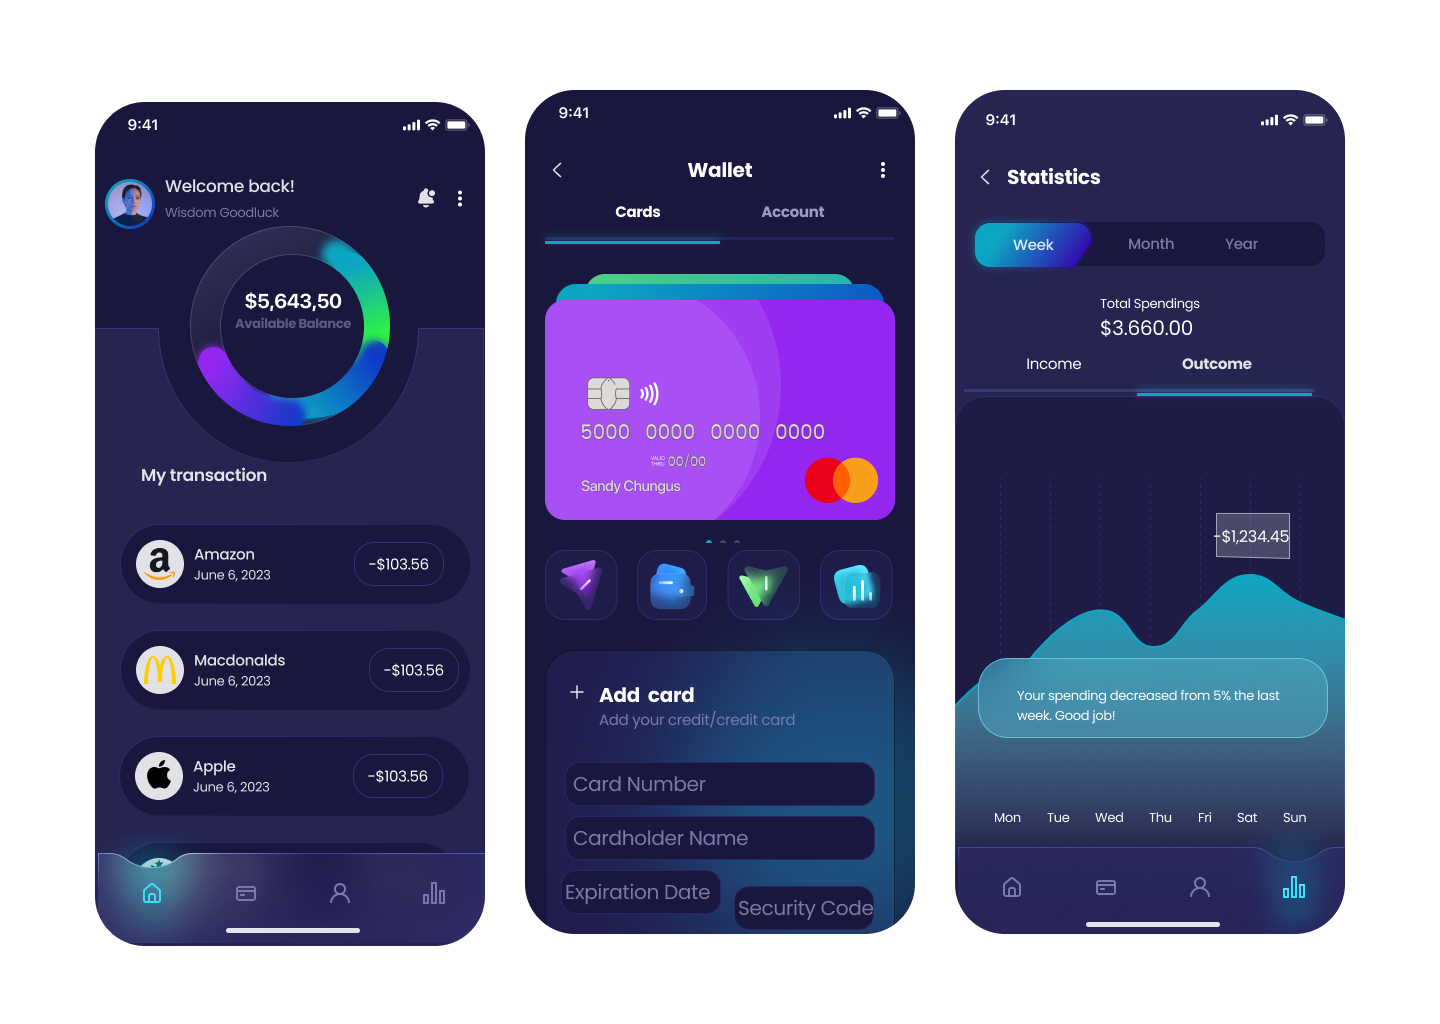 9:41
Welcome back!
Wisdom Goodluck
$5,643,50
Available Balance
My transaction
a
Amazon
June 6, 2023
-$103.56
Macdonalds
June 6, 2023
-$103.56
Apple
June 6, 2023
-$103.56
9:41
Wallet
Cards Account
5000 0000 0000 0000
VALID
THRU 00/00
Sandy Chungus
+ Add card
Add your credit/credit card
Card Number
Cardholder Name
Expiration Date
Security Code
9:41
Statistics
Week Month Year
Total Spendings
$3.660.00
Income Outcome
-$1,234.45
Your spending decreased from 5% the last
week. Good job!
Mon Tue Wed Thu Fri Sat Sun